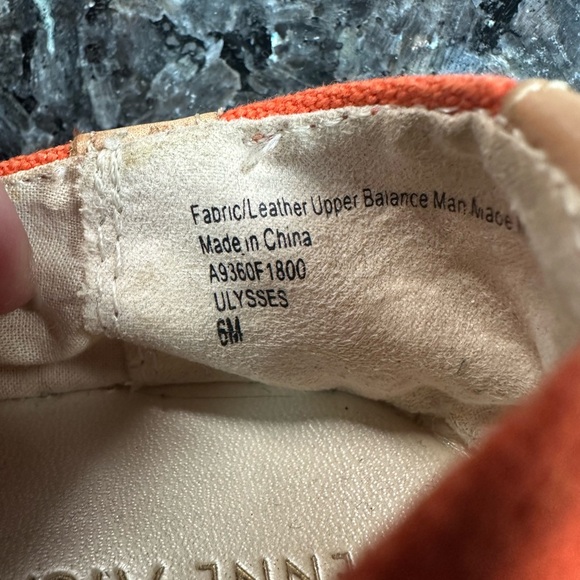 Fabric/Leather Upper Balance Man Made
Made in China
A9360F1800
ULYSSES
6M